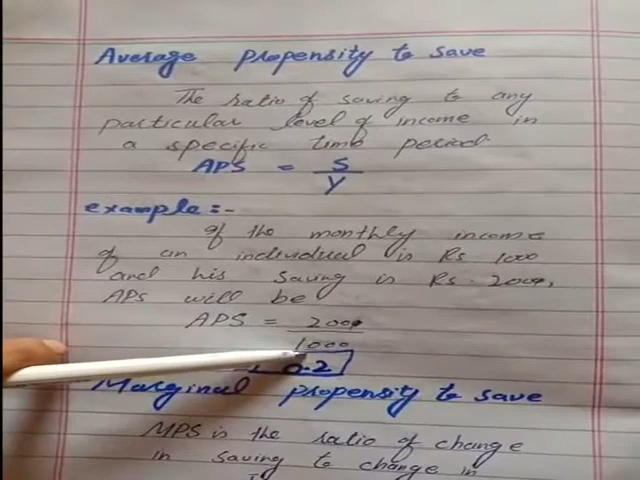 Average propensity to save
The ratio of saving to any
particular level of income in
a specific time period.
APS = S
Y
example :-
If the monthly income
of an individual is Rs 1000
and his saving is Rs. 2000,
APS will be
APS = 2000
1000
0.2
Marginal propensity to save
MPS is the ratio of change
in saving to change in